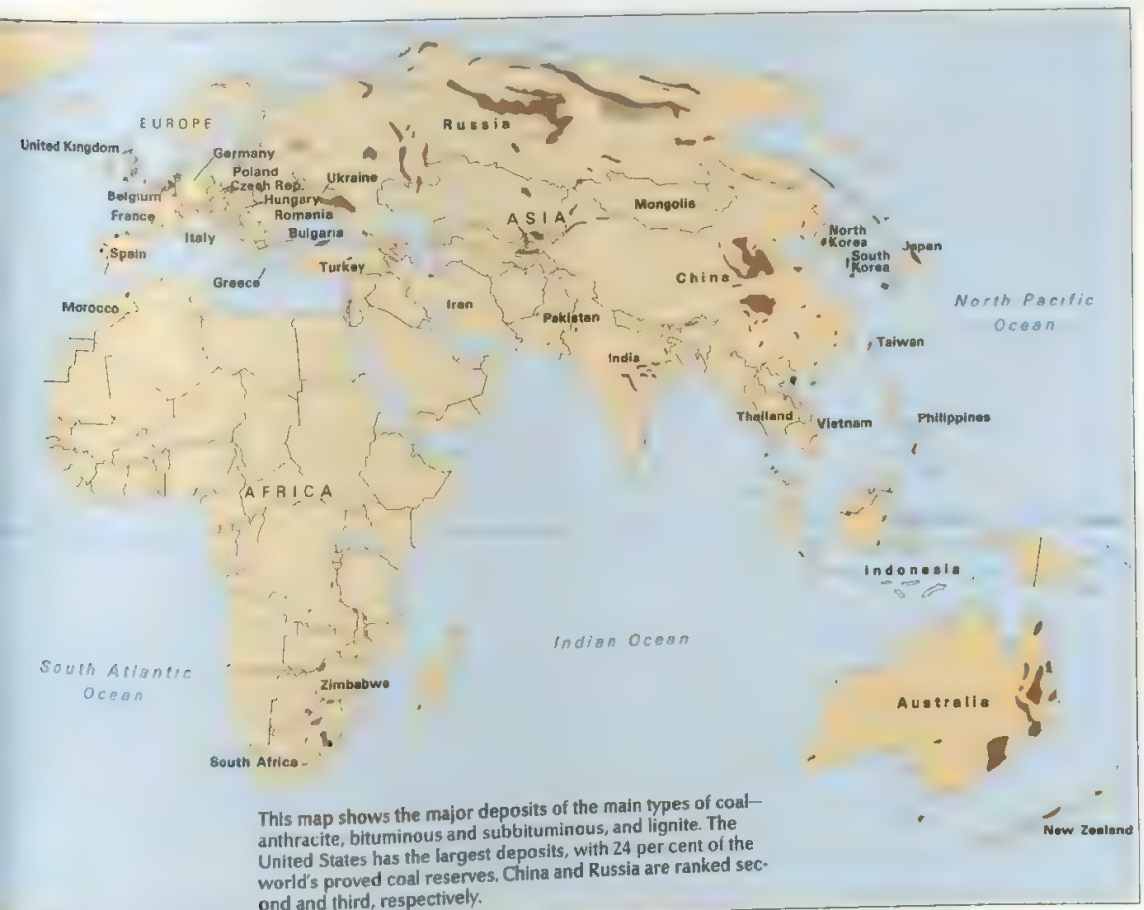 EUROPE
United Kingdom
Germany
Poland
Czech Rep.
Belgium
Hungary
France
Romania
Italy
Bulgaria
Spain
Greece
Ukraine
Turkey
Morocco
Russia
ASIA
Mongolia
Iran
Pakistan
China
North
Korea
South
Korea
Japan
North Pacific
Ocean
India
Taiwan
Thailand
Vietnam
Philippines
AFRICA
Indonesia
Indian Ocean
South Atlantic
Ocean
Zimbabwe
South Africa
Australia
New Zealand
This map shows the major deposits of the main types of coal—
anthracite, bituminous and subbituminous, and lignite. The
United States has the largest deposits, with 24 per cent of the
world's proved coal reserves. China and Russia are ranked sec-
ond and third, respectively.